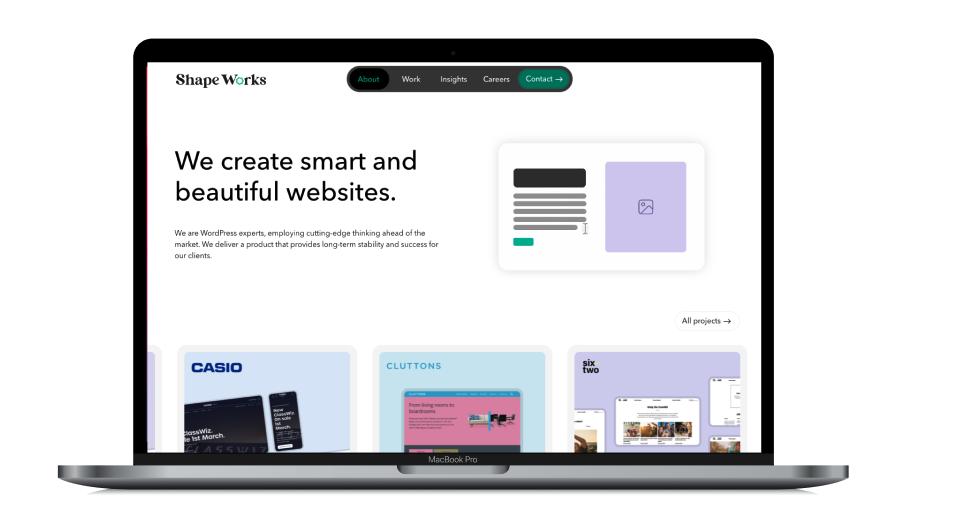 Shape Works
About Work Insights Careers Contact →
We create smart and
beautiful websites.
We are WordPress experts, employing cutting-edge thinking ahead of the
market. We deliver a product that provides long-term stability and success for
our clients.
All projects →
CASIO
New
ClassWiz.
On sale
1st
March.
CLUTTONS
From living rooms to
boardrooms
six
two
MacBook Pro